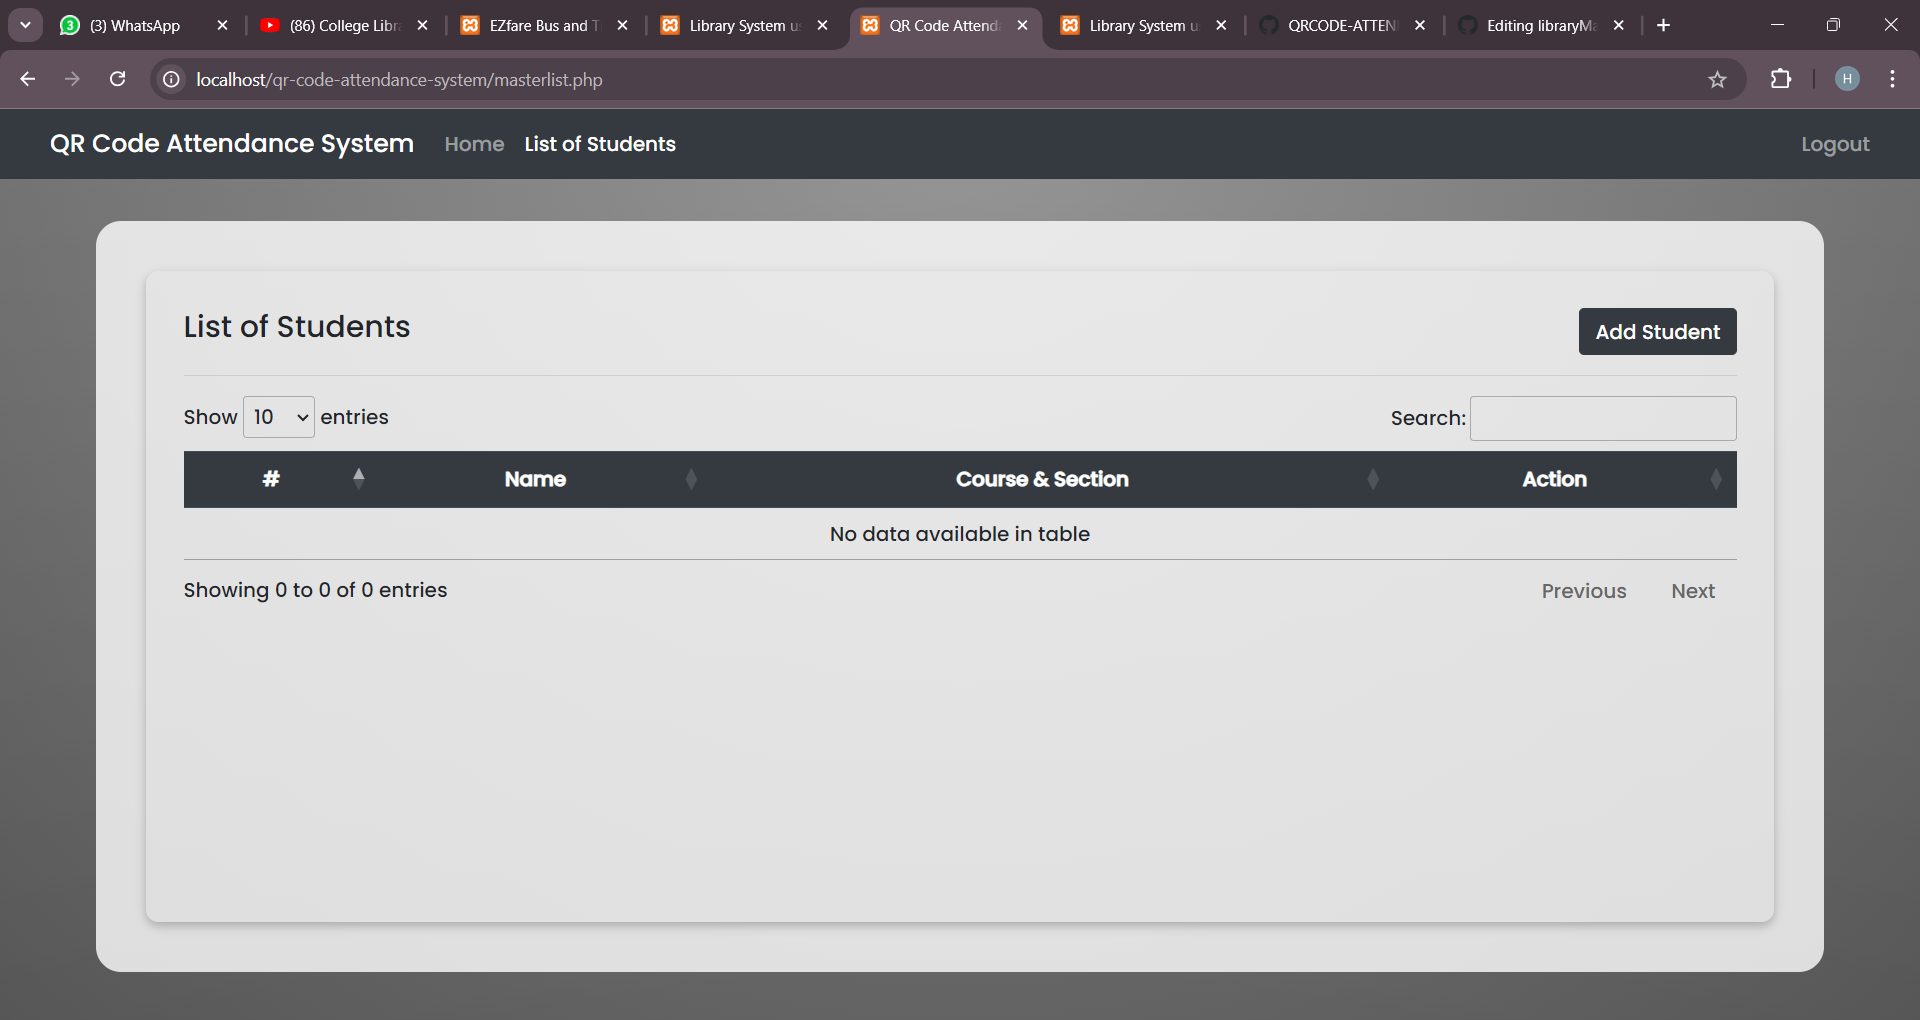 3 (3) WhatsApp (86) College Libr EZfare Bus and T Library System u QR Code Attend Library System u QRCODE-ATTEN Editing libraryM
localhost/qr-code-attendance-system/masterlist.php H
QR Code Attendance System Home List of Students Logout
List of Students Add Student
Show 10 entries Search:
# Name Course & Section Action
No data available in table
Showing 0 to 0 of 0 entries Previous Next